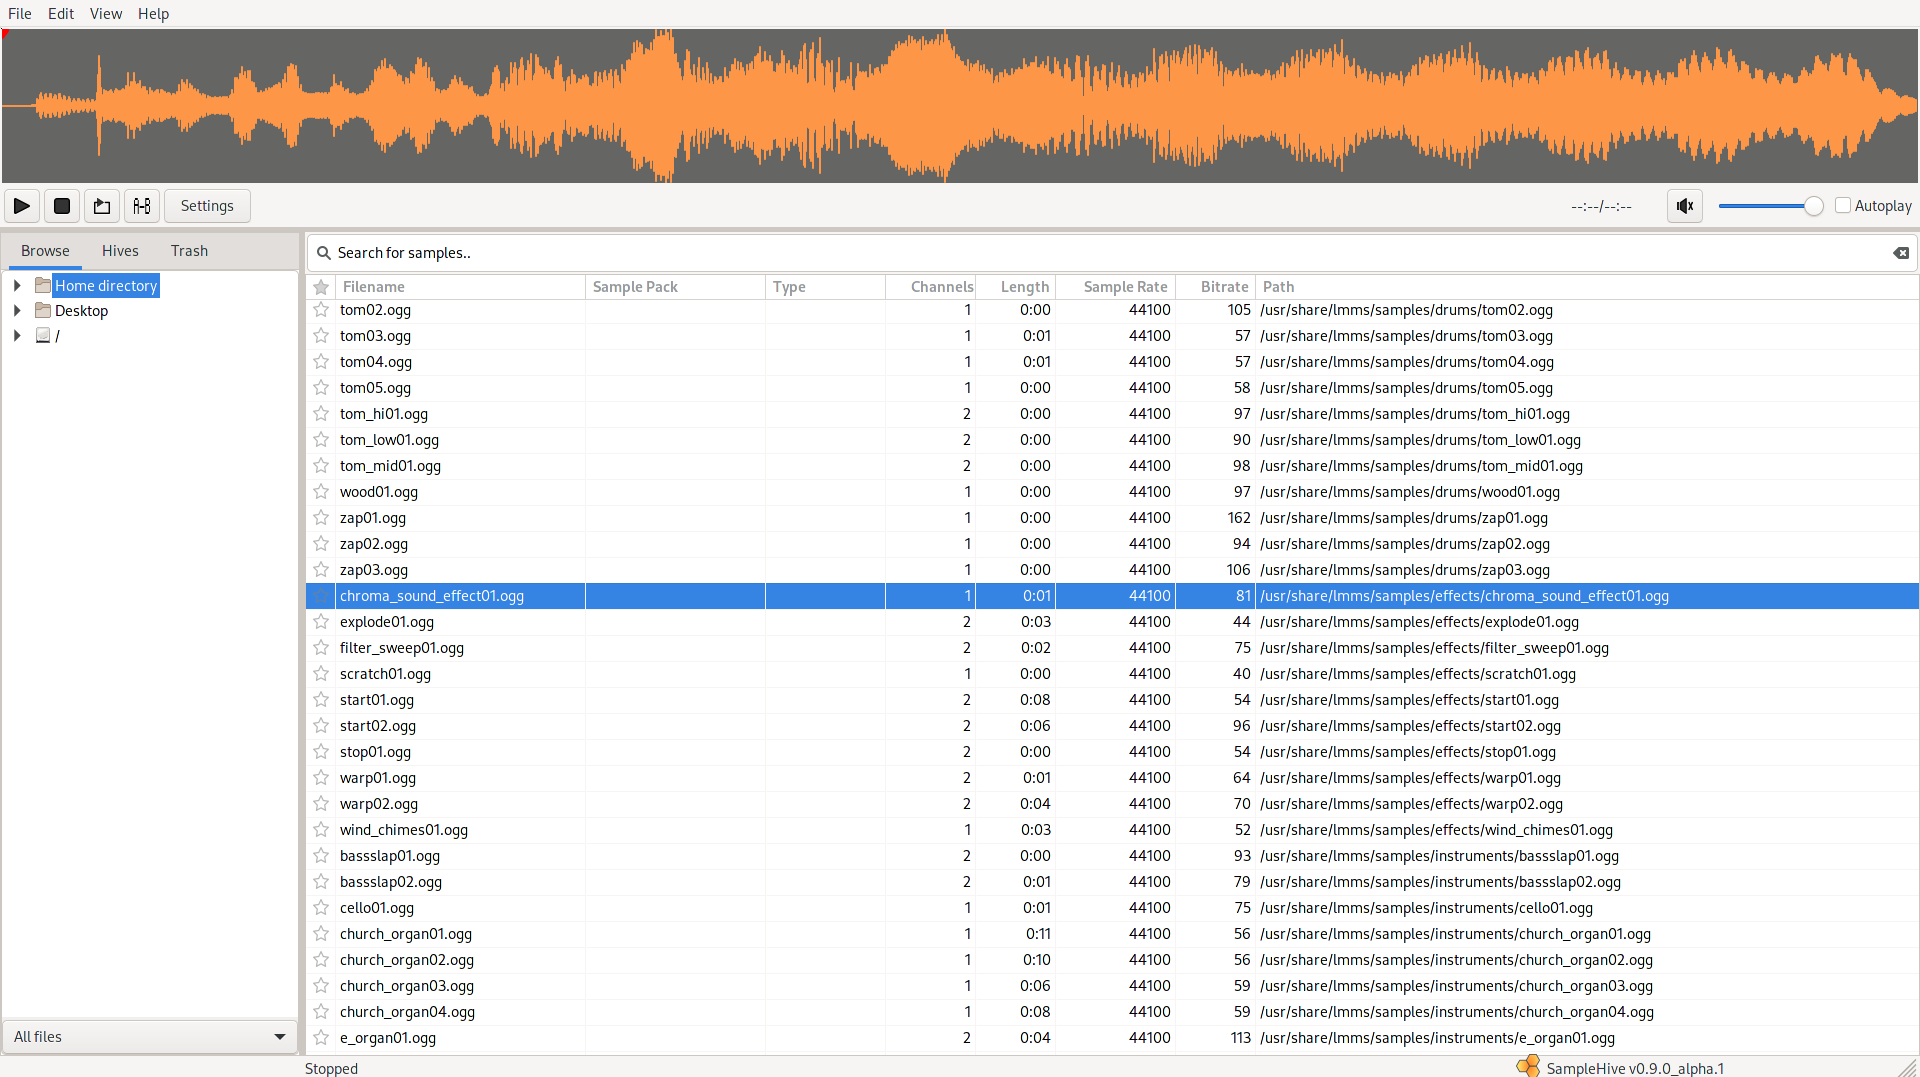 File Edit View Help
A-B Settings --:--/--:-- Autoplay
Browse Hives Trash
Search for samples..
Home directory
Desktop
/
Filename Sample Pack Type Channels Length Sample Rate Bitrate Path
tom02.ogg 1 0:00 44100 105 /usr/share/lmms/samples/drums/tom02.ogg
tom03.ogg 1 0:01 44100 57 /usr/share/lmms/samples/drums/tom03.ogg
tom04.ogg 1 0:01 44100 57 /usr/share/lmms/samples/drums/tom04.ogg
tom05.ogg 1 0:00 44100 58 /usr/share/lmms/samples/drums/tom05.ogg
tom_hi01.ogg 2 0:00 44100 97 /usr/share/lmms/samples/drums/tom_hi01.ogg
tom_low01.ogg 2 0:00 44100 90 /usr/share/lmms/samples/drums/tom_low01.ogg
tom_mid01.ogg 2 0:00 44100 98 /usr/share/lmms/samples/drums/tom_mid01.ogg
wood01.ogg 1 0:00 44100 97 /usr/share/lmms/samples/drums/wood01.ogg
zap01.ogg 1 0:00 44100 162 /usr/share/lmms/samples/drums/zap01.ogg
zap02.ogg 1 0:00 44100 94 /usr/share/lmms/samples/drums/zap02.ogg
zap03.ogg 1 0:00 44100 106 /usr/share/lmms/samples/drums/zap03.ogg
chroma_sound_effect01.ogg 1 0:01 44100 81 /usr/share/lmms/samples/effects/chroma_sound_effect01.ogg
explode01.ogg 2 0:03 44100 44 /usr/share/lmms/samples/effects/explode01.ogg
filter_sweep01.ogg 2 0:02 44100 75 /usr/share/lmms/samples/effects/filter_sweep01.ogg
scratch01.ogg 1 0:00 44100 40 /usr/share/lmms/samples/effects/scratch01.ogg
start01.ogg 2 0:08 44100 54 /usr/share/lmms/samples/effects/start01.ogg
start02.ogg 2 0:06 44100 96 /usr/share/lmms/samples/effects/start02.ogg
stop01.ogg 2 0:00 44100 54 /usr/share/lmms/samples/effects/stop01.ogg
warp01.ogg 2 0:01 44100 64 /usr/share/lmms/samples/effects/warp01.ogg
warp02.ogg 2 0:04 44100 70 /usr/share/lmms/samples/effects/warp02.ogg
wind_chimes01.ogg 1 0:03 44100 52 /usr/share/lmms/samples/effects/wind_chimes01.ogg
bassslap01.ogg 2 0:00 44100 93 /usr/share/lmms/samples/instruments/bassslap01.ogg
bassslap02.ogg 2 0:01 44100 79 /usr/share/lmms/samples/instruments/bassslap02.ogg
cello01.ogg 1 0:01 44100 75 /usr/share/lmms/samples/instruments/cello01.ogg
church_organ01.ogg 1 0:11 44100 56 /usr/share/lmms/samples/instruments/church_organ01.ogg
church_organ02.ogg 1 0:10 44100 56 /usr/share/lmms/samples/instruments/church_organ02.ogg
church_organ03.ogg 1 0:06 44100 59 /usr/share/lmms/samples/instruments/church_organ03.ogg
church_organ04.ogg 1 0:08 44100 59 /usr/share/lmms/samples/instruments/church_organ04.ogg
e_organ01.ogg 2 0:04 44100 113 /usr/share/lmms/samples/instruments/e_organ01.ogg
All files
Stopped SampleHive v0.9.0_alpha.1